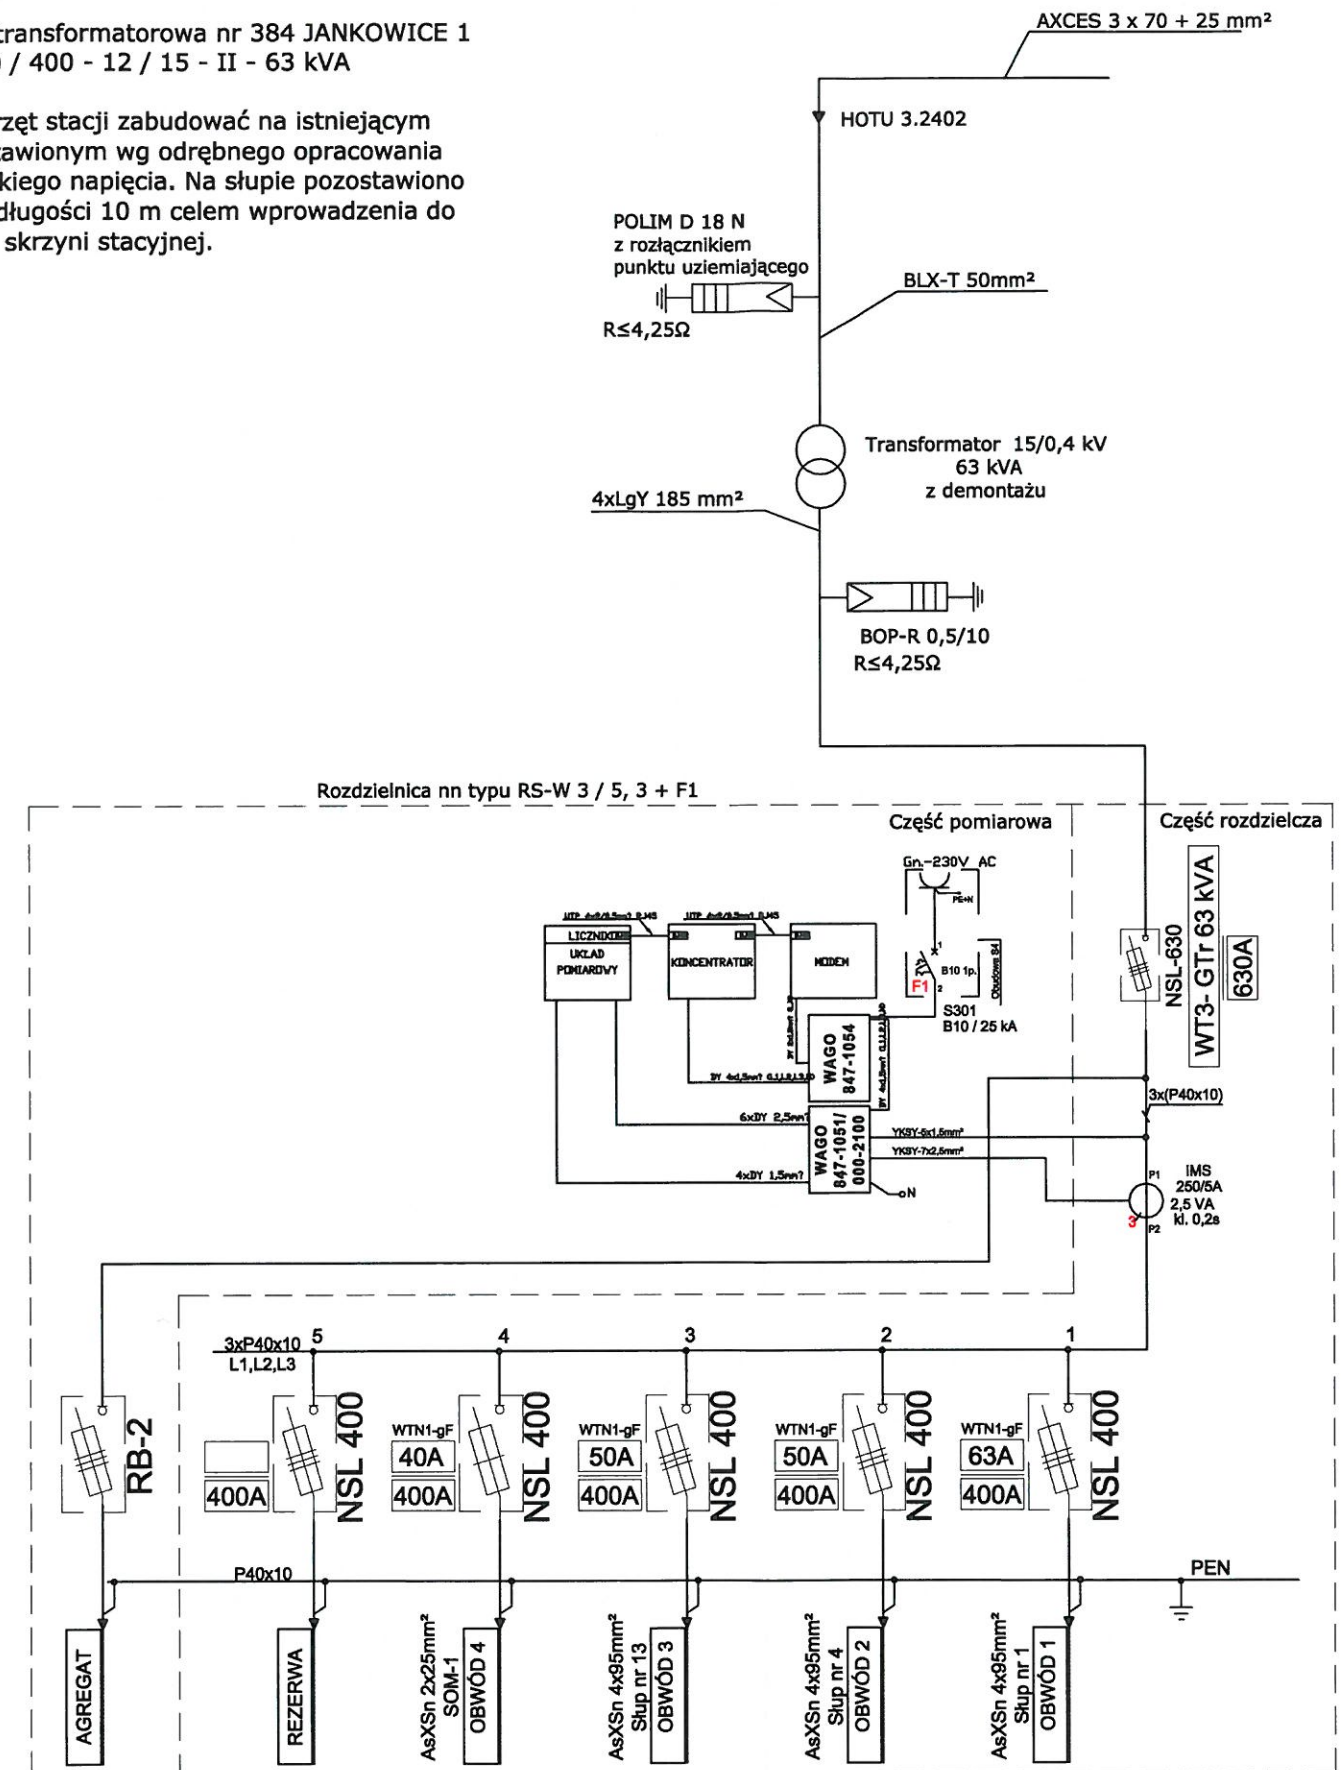 transformatorowa nr 384 JANKOWICE 1
/ 400 - 12 / 15 - II - 63 kVA
stacji zabudować na istniejącym
wg odrębnego opracowania
napięcia. Na słupie pozostawiono
długości 10 m celem wprowadzenia do
skrzyni stacyjnej.
AXCES 3 x 70 + 25 mm²
HOTU 3.2402
POLIM D 18 N
z rozłącznikiem
punktu uziemiającego
R≤4,25Ω
BLX-T 50mm²
Transformator 15/0,4 kV
63 kVA
z demontażu
4xLgY 185 mm²
BOP-R 0,5/10
R≤4,25Ω
Rozdzielnica nn typu RS-W 3 / 5, 3 + F1
Część pomiarowa
Część rozdzielcza
Gn.-230V AC
PE+N
1
B10 1p.
F1
2
Obudowa S4
S301
B10 / 25 kA
LICZNIK
UKŁAD
POMIAROWY
KONCENTRATOR
MODEM
WAGO
847-1054
6xDY 2,5mm?
4xDY 1,5mm?
WAGO
847-1051/
000-2100
YKSY-5x1,5mm²
YKSY-7x2,5mm²
N
NSL-630
WT3- GTr 63 kVA
630A
3x(P40x10)
P1
IMS
250/5A
2,5 VA
kl. 0,2s
3
P2
3xP40x10
L1,L2,L3
5
4
3
2
1
RB-2
400A
NSL 400
WTN1-gF
40A
400A
NSL 400
WTN1-gF
50A
400A
NSL 400
WTN1-gF
50A
400A
NSL 400
WTN1-gF
63A
400A
NSL 400
P40x10
PEN
AGREGAT
REZERWA
AsXSn 2x25mm²
SOM-1
OBWÓD 4
AsXSn 4x95mm²
Słup nr 13
OBWÓD 3
AsXSn 4x95mm²
Słup nr 4
OBWÓD 2
AsXSn 4x95mm²
Słup nr 1
OBWÓD 1